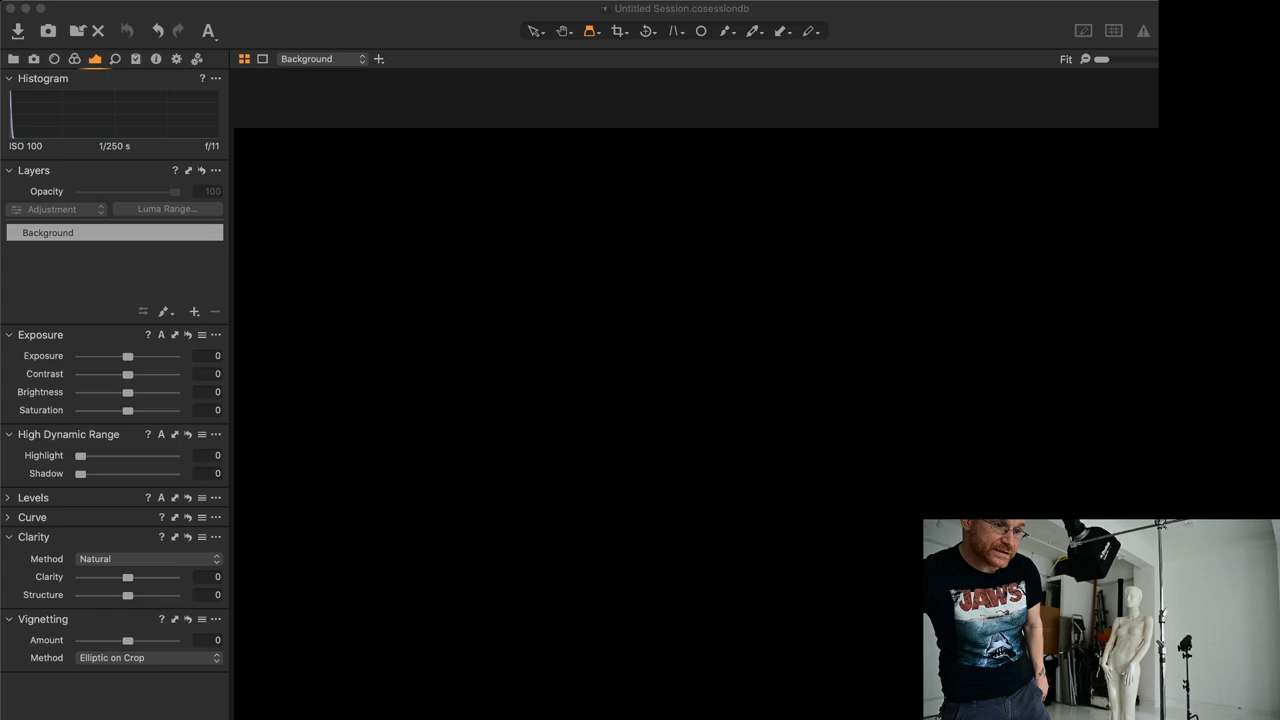 Untitled Session.cosessiondb
A
Background
Fit
Histogram
?
ISO 100
1/250 s
f/11
Layers
?
Opacity
100
Adjustment
Luma Range...
Background
Exposure
? A
Exposure 0
Contrast 0
Brightness 0
Saturation 0
High Dynamic Range
? A
Highlight 0
Shadow 0
Levels
? A
Curve
?
Clarity
?
Method Natural
Clarity 0
Structure 0
Vignetting
?
Amount 0
Method Elliptic on Crop
JAWS